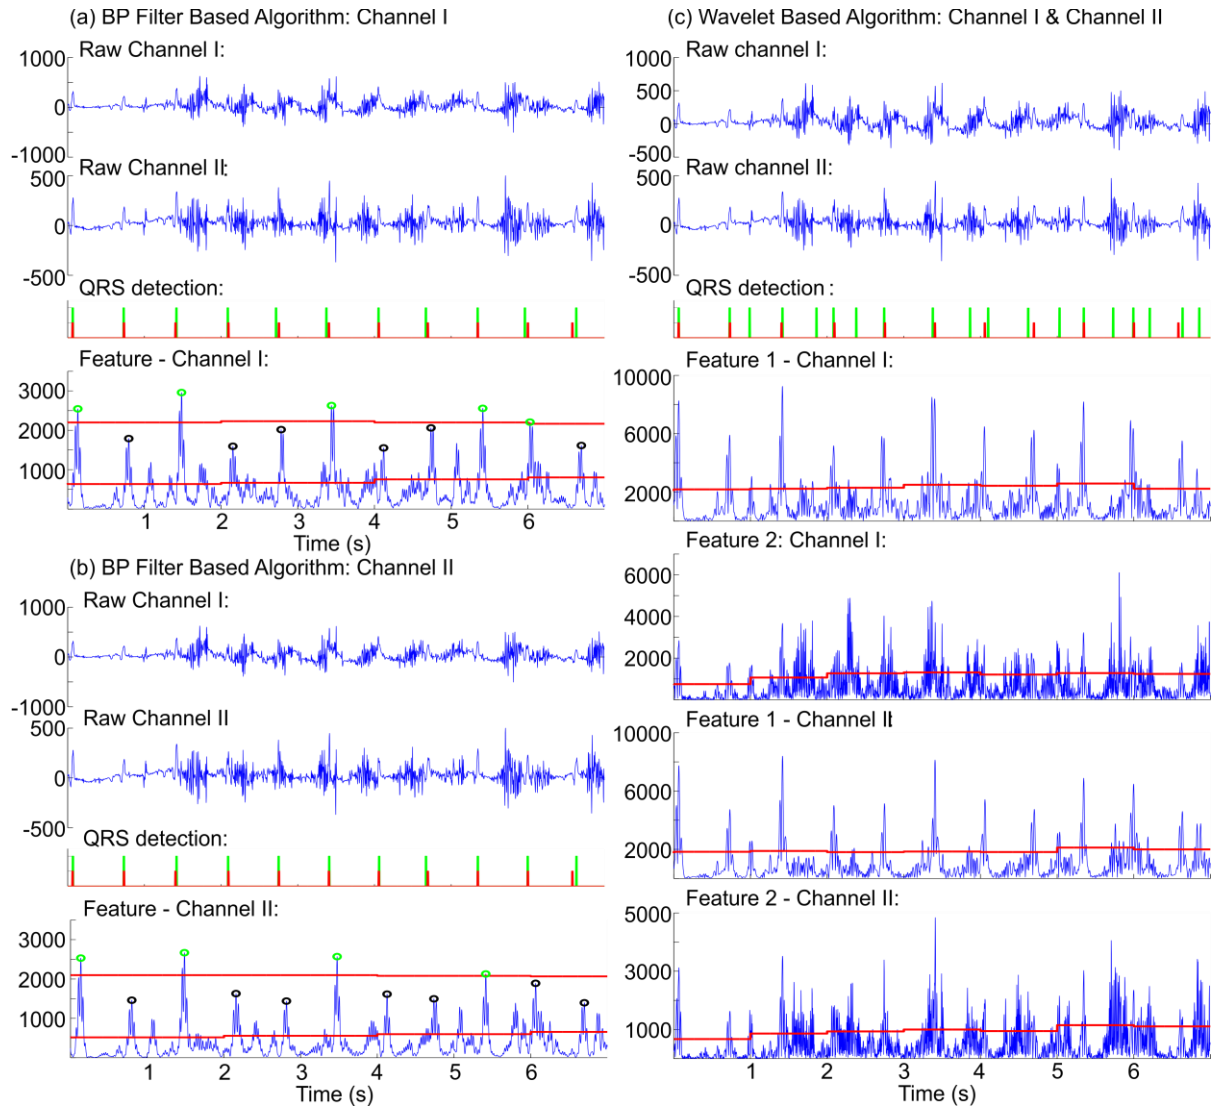 (a) BP Filter Based Algorithm: Channel I
Raw Channel I:
1000
0
-1000
Raw Channel II:
500
0
-500
QRS detection:
Feature - Channel I:
3000
2000
1000
1 2 3 4 5 6
Time (s)
(b) BP Filter Based Algorithm: Channel II
Raw Channel I:
1000
0
-1000
Raw Channel II
500
0
-500
QRS detection:
Feature - Channel II:
3000
2000
1000
1 2 3 4 5 6
Time (s)
(c) Wavelet Based Algorithm: Channel I & Channel II
Raw channel I:
1000
500
0
-500
Raw channel II:
500
0
-500
QRS detection :
Feature 1 - Channel I:
10000
6000
2000
Feature 2: Channel I:
6000
4000
2000
Feature 1 - Channel II:
10000
6000
2000
Feature 2 - Channel II:
5000
3000
1000
1 2 3 4 5 6
Time (s)